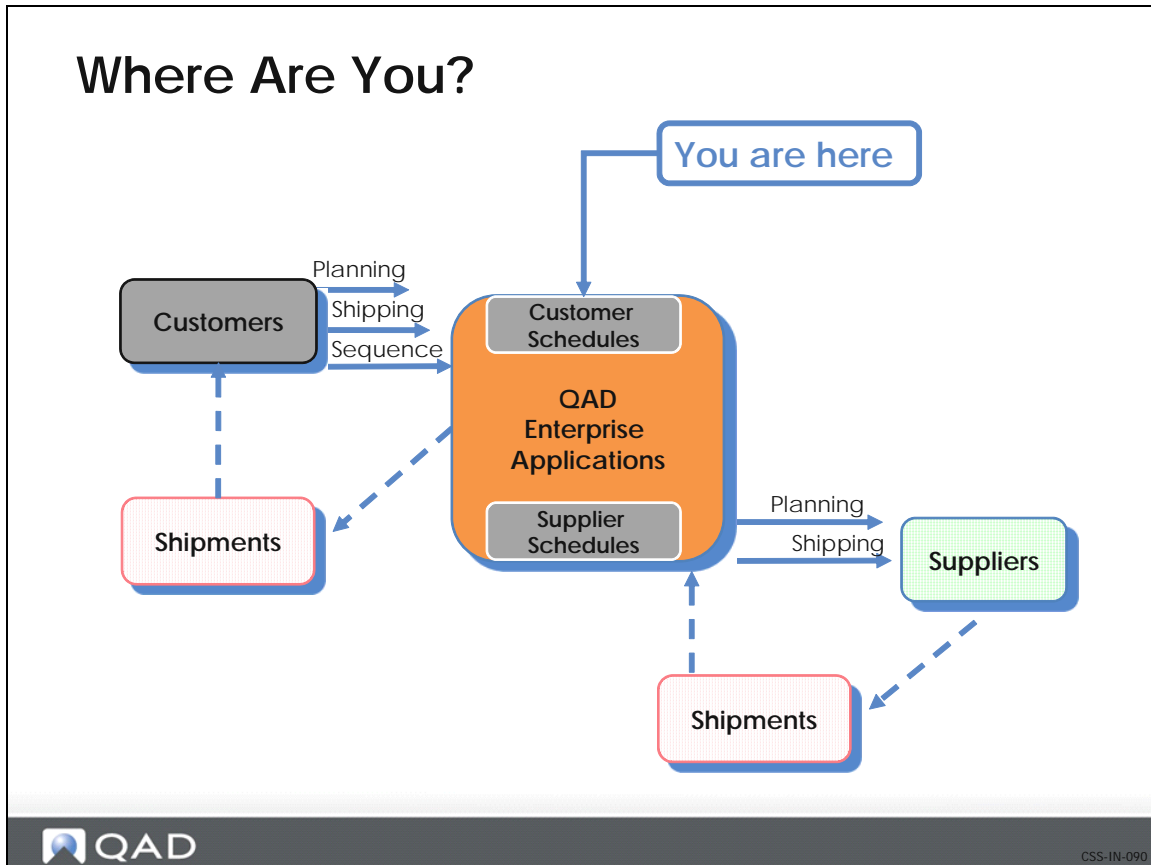 Where Are You?
You are here
Planning
Shipping
Sequence
Customers
Customer
Schedules
QAD
Enterprise
Applications
Supplier
Schedules
Shipments
Planning
Shipping
Suppliers
Shipments
QAD
CSS-IN-090